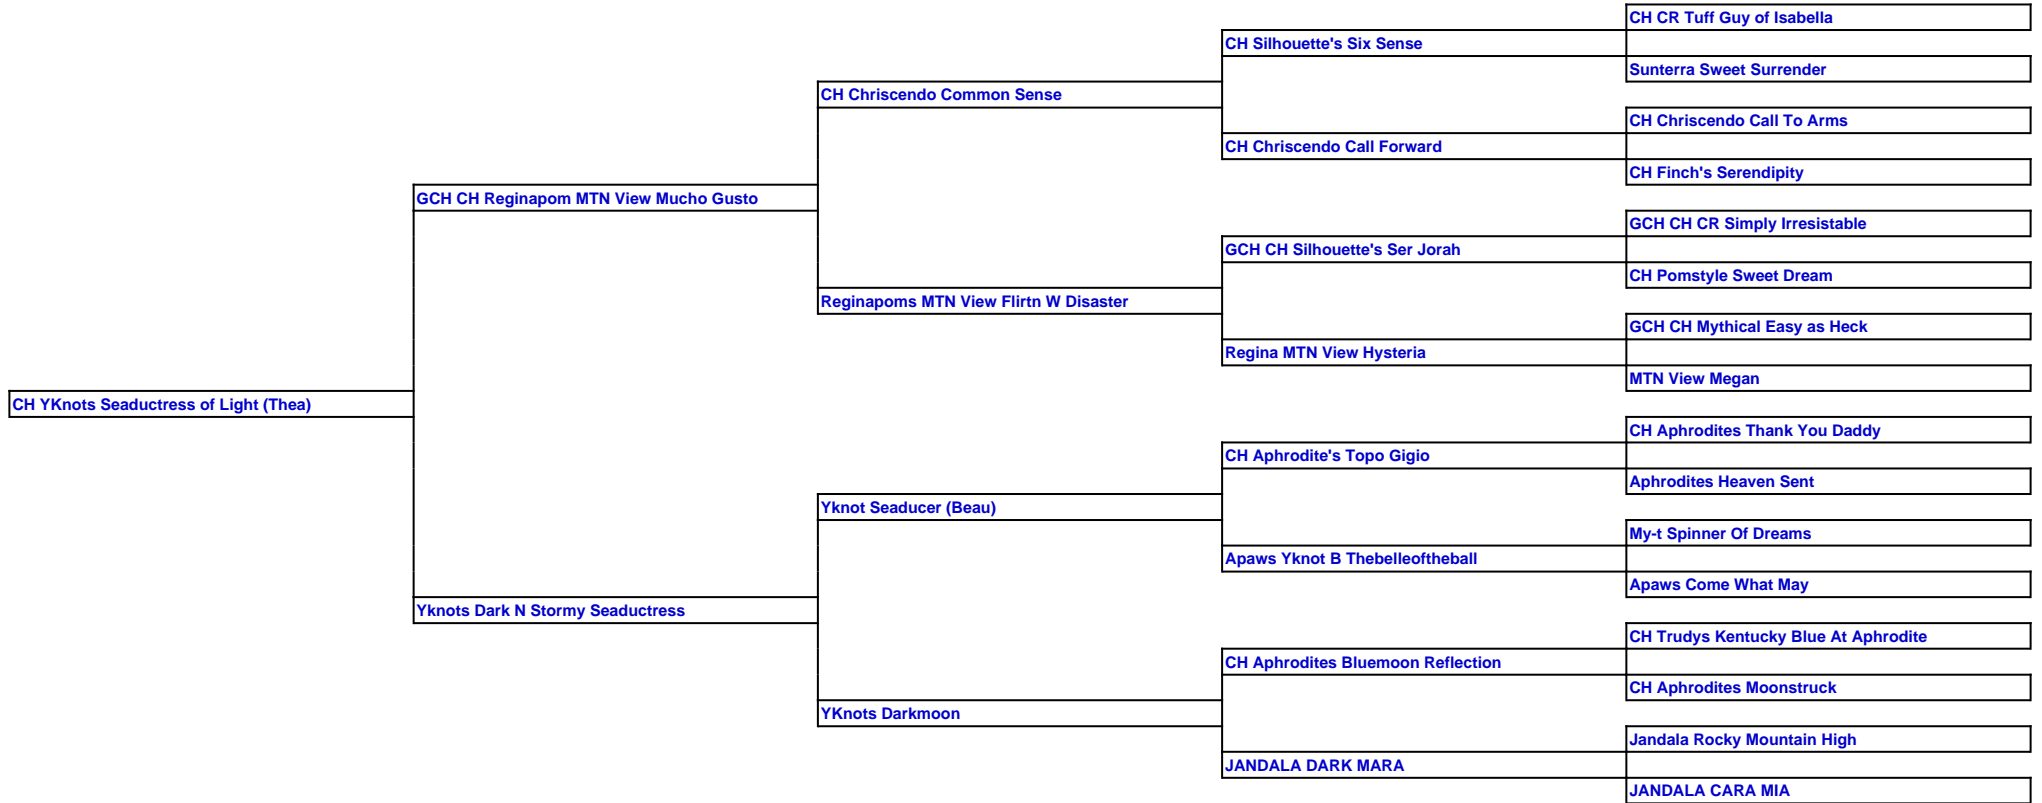 CH CR Tuff Guy of Isabella
CH Silhouette's Six Sense
Sunterra Sweet Surrender
CH Chriscendo Common Sense
CH Chriscendo Call To Arms
CH Chriscendo Call Forward
CH Finch's Serendipity
GCH CH Reginapom MTN View Mucho Gusto
GCH CH CR Simply Irresistable
GCH CH Silhouette's Ser Jorah
CH Pomstyle Sweet Dream
Reginapoms MTN View Flirtn W Disaster
GCH CH Mythical Easy as Heck
Regina MTN View Hysteria
MTN View Megan
CH YKnots Seaductress of Light (Thea)
CH Aphrodites Thank You Daddy
CH Aphrodite's Topo Gigio
Aphrodites Heaven Sent
Yknot Seaducer (Beau)
My-t Spinner Of Dreams
Apaws Yknot B Thebelleoftheball
Apaws Come What May
Yknots Dark N Stormy Seaductress
CH Trudys Kentucky Blue At Aphrodite
CH Aphrodites Bluemoon Reflection
CH Aphrodites Moonstruck
YKnots Darkmoon
Jandala Rocky Mountain High
JANDALA DARK MARA
JANDALA CARA MIA